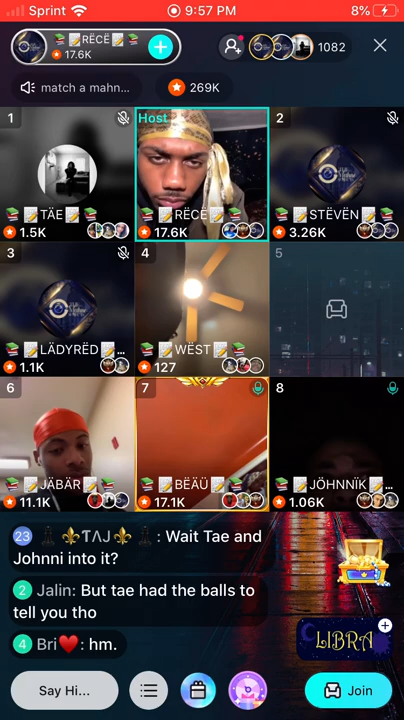 Sprint 9:57 PM 8%
RËCË
17.6K
1082
match a mahn...
269K
1
TÄE
1.5K
Host
RËCË
17.6K
2
STËVËN
3.26K
3
LÄDYRËD ...
1.1K
4
WËST
127
5
6
JÄBÄR
11.1K
7
BËÄÜ
17.1K
8
JÖHNNÏK
1.06K
23 TΛJ : Wait Tae and
Johnni into it?
2 Jalin: But tae had the balls to
tell you tho
4 Bri❤️: hm.
LIBRA
Say Hi...
Join